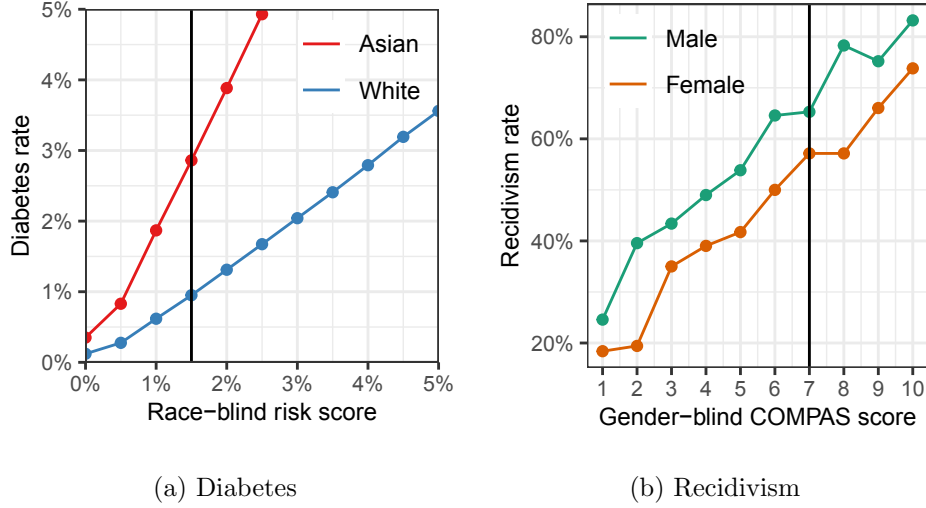 5%
4%
3%
2%
1%
0%
Diabetes rate
Asian
White
0% 1% 2% 3% 4% 5%
Race−blind risk score
(a) Diabetes
80%
60%
40%
20%
Recidivism rate
Male
Female
1 2 3 4 5 6 7 8 9 10
Gender−blind COMPAS score
(b) Recidivism